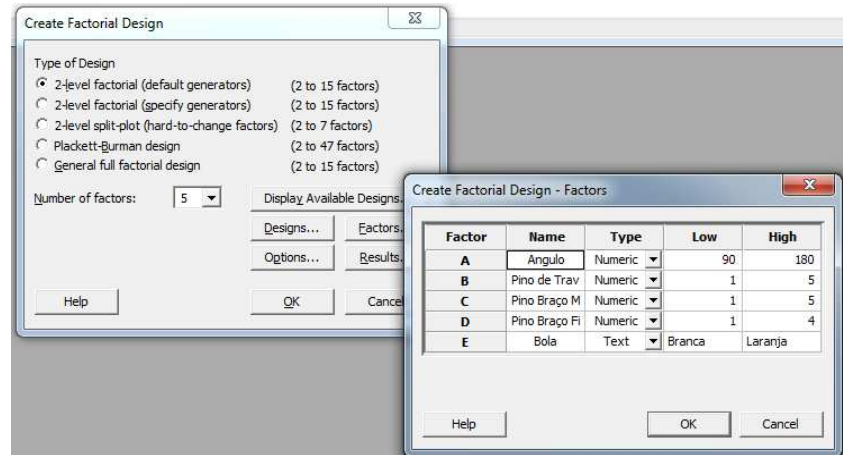 Create Factorial Design
Type of Design
2-level factorial (default generators) (2 to 15 factors)
2-level factorial (specify generators) (2 to 15 factors)
2-level split-plot (hard-to-change factors) (2 to 7 factors)
Plackett-Burman design (2 to 47 factors)
General full factorial design (2 to 15 factors)
Number of factors: 5 Display Available Designs.
Designs... Factors.
Options... Results.
Help OK Cancel
Create Factorial Design - Factors
Factor Name Type Low High
A Angulo Numeric 90 180
B Pino de Trav Numeric 1 5
C Pino Braço M Numeric 1 5
D Pino Braço Fi Numeric 1 4
E Bola Text Branca Laranja
Help OK Cancel